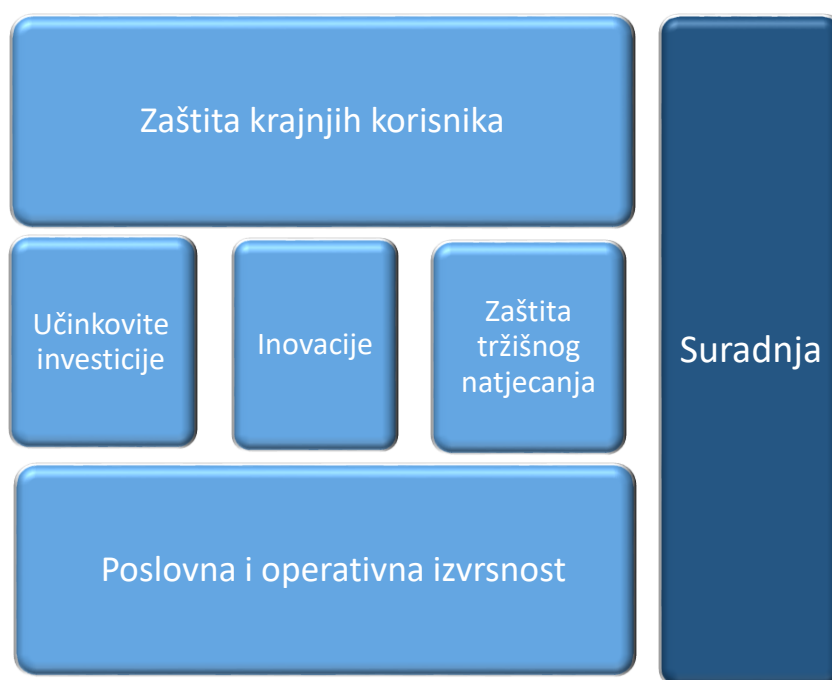 Zaštita krajnjih korisnika
Učinkovite
investicije
Inovacije
Zaštita
tržišnog
natjecanja
Suradnja
Poslovna i operativna izvrsnost